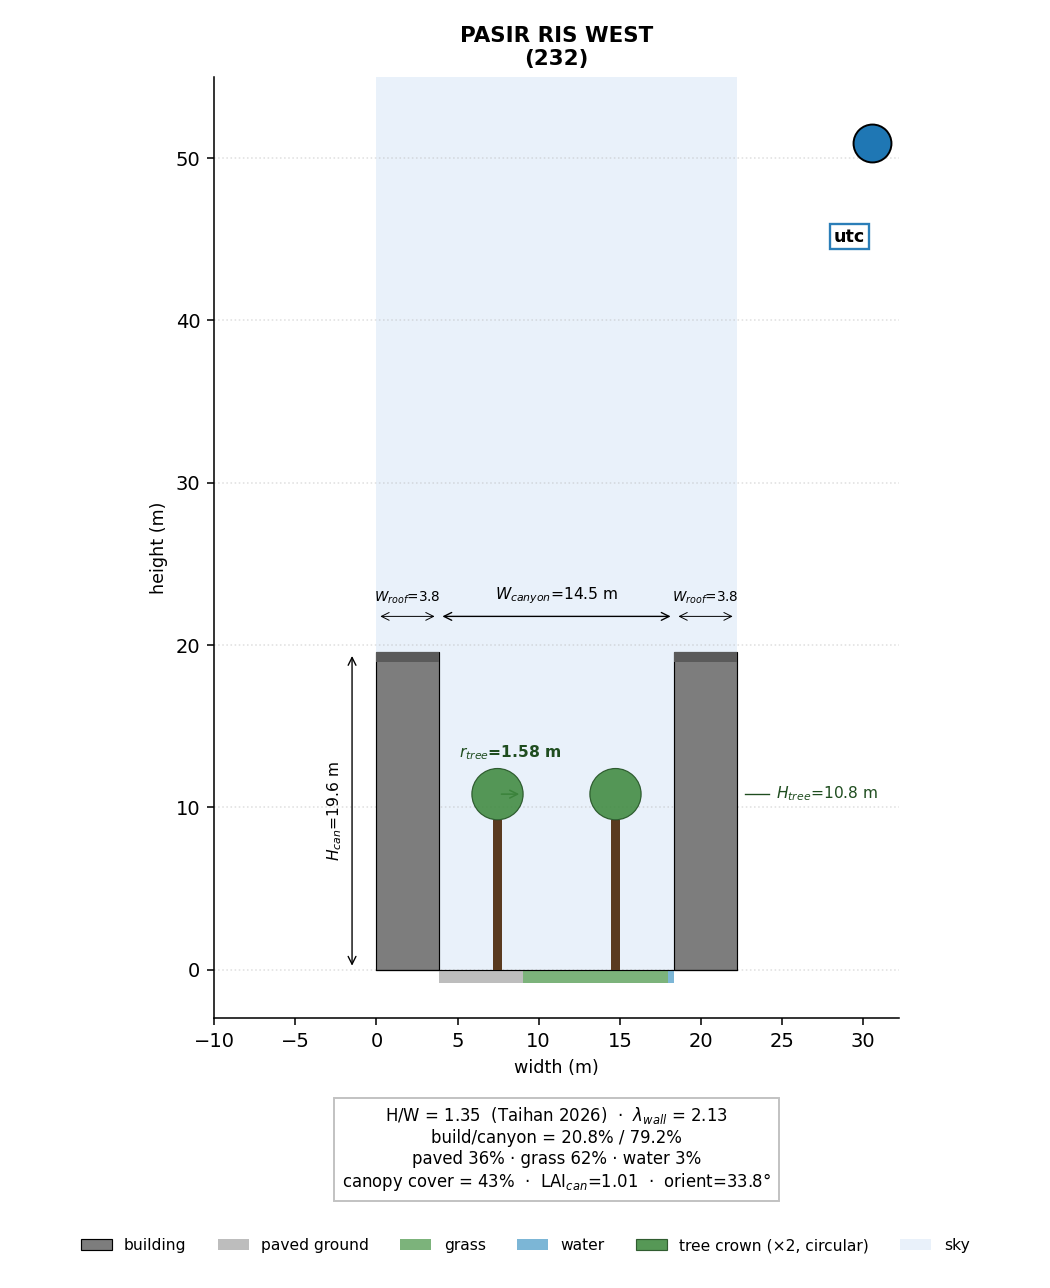 PASIR RIS WEST
(232)
50
utc
40
30
height (m)
W_roof=3.8
W_canyon=14.5 m
W_roof=3.8
20
r_tree=1.58 m
H_can=19.6 m
10
H_tree=10.8 m
0
−10 −5 0 5 10 15 20 25 30
width (m)
H/W = 1.35 (Taihan 2026) · λ_wall = 2.13
build/canyon = 20.8% / 79.2%
paved 36% · grass 62% · water 3%
canopy cover = 43% · LAI_can=1.01 · orient=33.8°
building paved ground grass water tree crown (×2, circular) sky